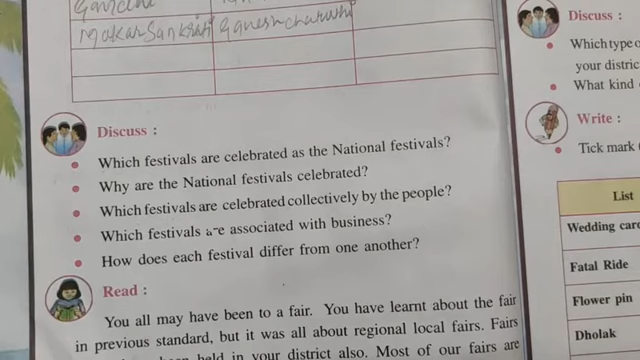 Makar Sankrati Ganesh chaturthi
Discuss :
• Which festivals are celebrated as the National festivals?
• Why are the National festivals celebrated?
• Which festivals are celebrated collectively by the people?
• Which festivals are associated with business?
• How does each festival differ from one another?
Read :
You all may have been to a fair. You have learnt about the fair
in previous standard, but it was all about regional local fairs. Fairs
been held in your district also. Most of our fairs are
Discuss :
• Which type
your distric
• What kind
Write :
• Tick mark
List
Wedding card
Fatal Ride
Flower pin
Dholak